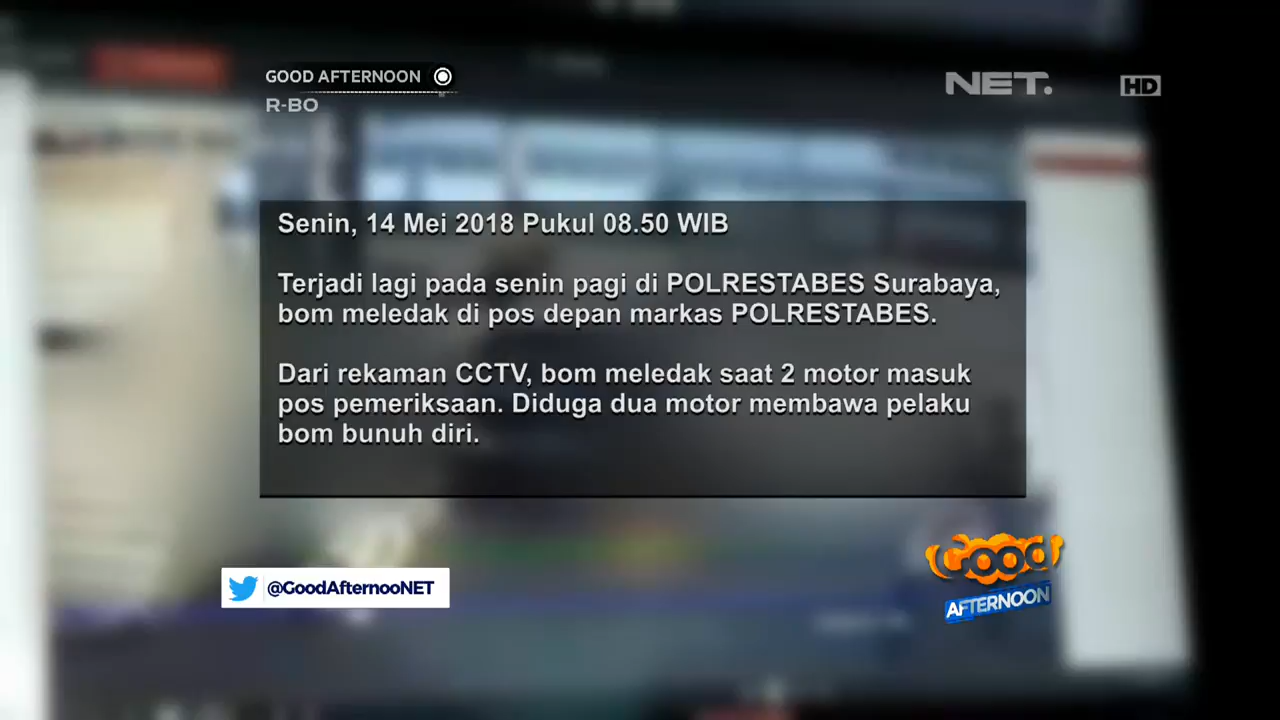 GOOD AFTERNOON
R-BO
NET.
HD
Senin, 14 Mei 2018 Pukul 08.50 WIB
Terjadi lagi pada senin pagi di POLRESTABES Surabaya,
bom meledak di pos depan markas POLRESTABES.
Dari rekaman CCTV, bom meledak saat 2 motor masuk
pos pemeriksaan. Diduga dua motor membawa pelaku
bom bunuh diri.
@GoodAfternooNET
Good
AFTERNOON